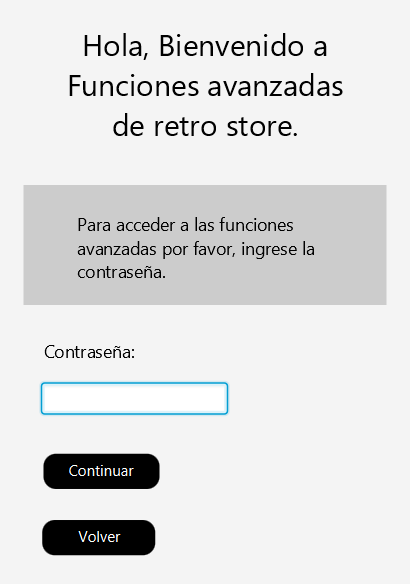 Hola, Bienvenido a
Funciones avanzadas
de retro store.
Para acceder a las funciones
avanzadas por favor, ingrese la
contraseña.
Contraseña:
Continuar
Volver